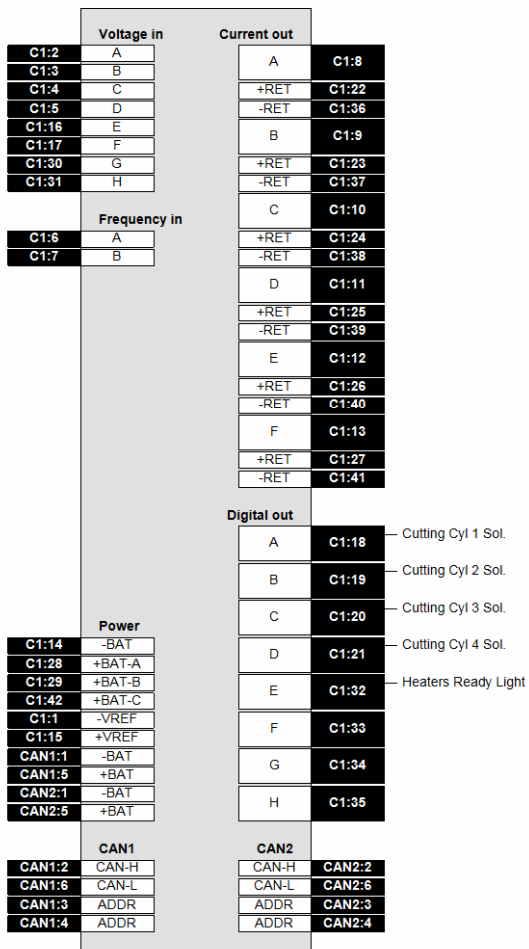 Voltage in
C1:2 A
C1:3 B
C1:4 C
C1:5 D
C1:16 E
C1:17 F
C1:30 G
C1:31 H
Frequency in
C1:6 A
C1:7 B
Power
C1:14 -BAT
C1:28 +BAT-A
C1:29 +BAT-B
C1:42 +BAT-C
C1:1 -VREF
C1:15 +VREF
CAN1:1 -BAT
CAN1:5 +BAT
CAN2:1 -BAT
CAN2:5 +BAT
CAN1
CAN1:2 CAN-H
CAN1:6 CAN-L
CAN1:3 ADDR
CAN1:4 ADDR
Current out
A C1:8
+RET C1:22
-RET C1:36
B C1:9
+RET C1:23
-RET C1:37
C C1:10
+RET C1:24
-RET C1:38
D C1:11
+RET C1:25
-RET C1:39
E C1:12
+RET C1:26
-RET C1:40
F C1:13
+RET C1:27
-RET C1:41
Digital out
A C1:18 Cutting Cyl 1 Sol.
B C1:19 Cutting Cyl 2 Sol.
C C1:20 Cutting Cyl 3 Sol.
D C1:21 Cutting Cyl 4 Sol.
E C1:32 Heaters Ready Light
F C1:33
G C1:34
H C1:35
CAN2
CAN-H CAN2:2
CAN-L CAN2:6
ADDR CAN2:3
ADDR CAN2:4